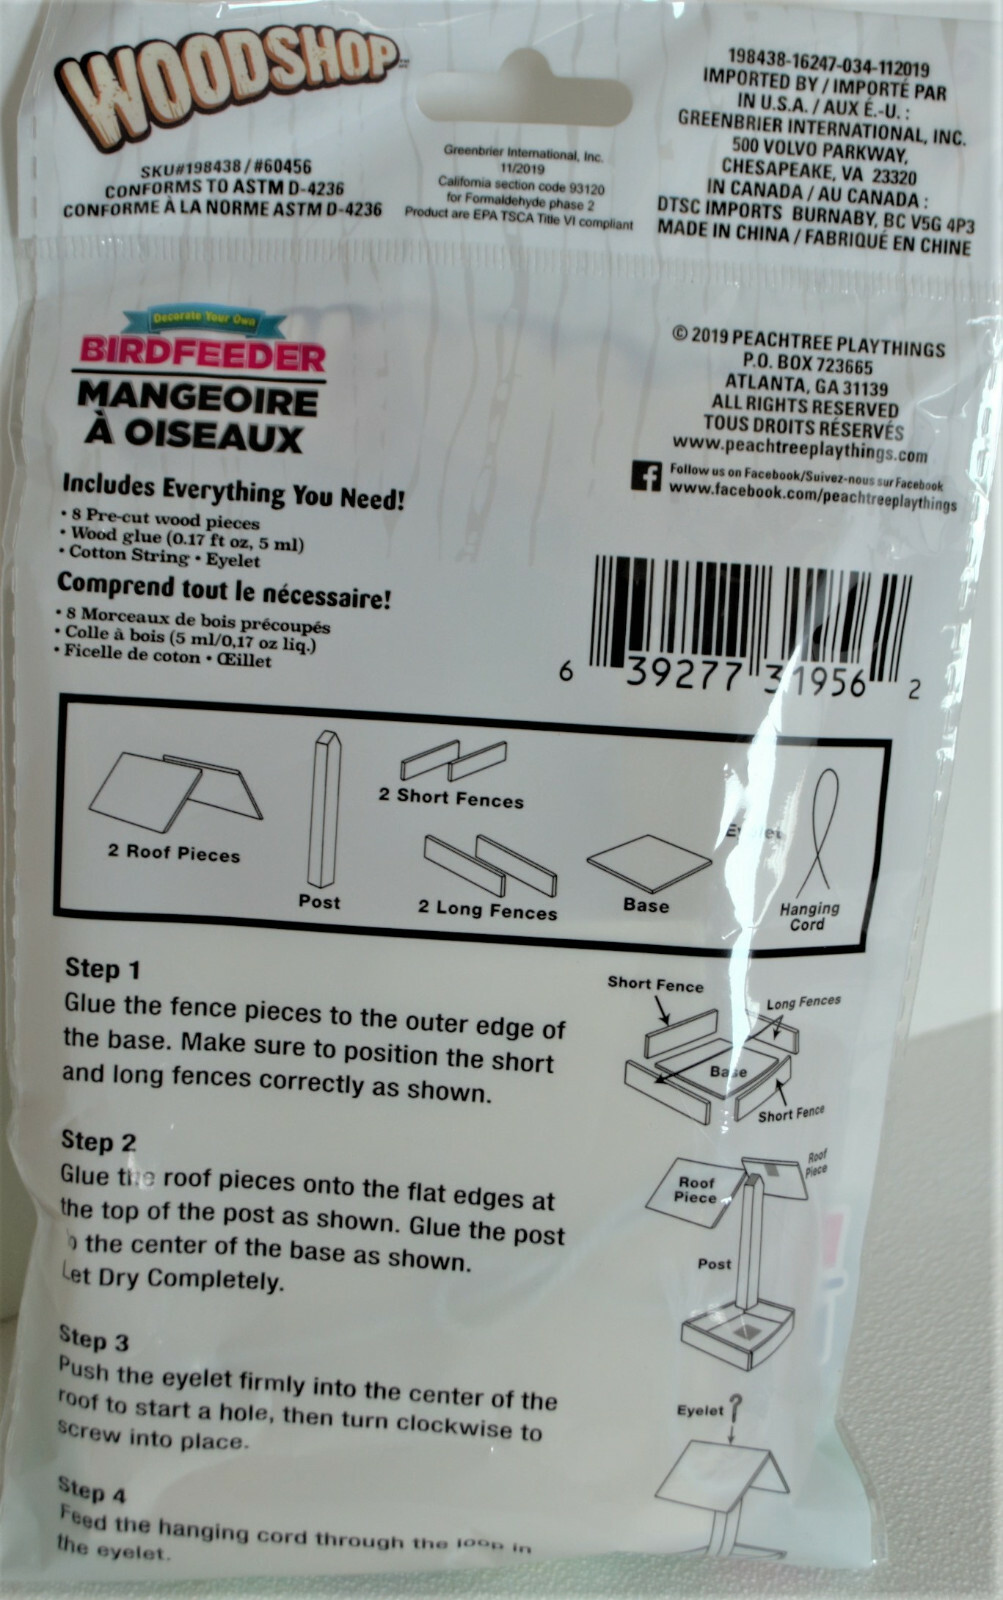 WOODSHOP
SKU#198438 / #60456
CONFORMS TO ASTM D-4236
CONFORME À LA NORME ASTM D-4236
Greenbrier International, Inc.
11/2019
California section code 93120
for Formaldehyde phase 2
Product are EPA TSCA Title VI compliant
198438-16247-034-112019
IMPORTED BY / IMPORTÉ PAR
IN U.S.A. / AUX É.-U. :
GREENBRIER INTERNATIONAL, INC.
500 VOLVO PARKWAY,
CHESAPEAKE, VA 23320
IN CANADA / AU CANADA :
DTSC IMPORTS BURNABY, BC V5G 4P3
MADE IN CHINA / FABRIQUÉ EN CHINE
Decorate Your Own
BIRDFEEDER
MANGEOIRE
À OISEAUX
© 2019 PEACHTREE PLAYTHINGS
P.O. BOX 723665
ATLANTA, GA 31139
ALL RIGHTS RESERVED
TOUS DROITS RÉSERVÉS
www.peachtreeplaythings.com
Follow us on Facebook/Suivez-nous sur Facebook
www.facebook.com/peachtreeplaythings
Includes Everything You Need!
• 8 Pre-cut wood pieces
• Wood glue (0.17 ft oz, 5 ml)
• Cotton String • Eyelet
Comprend tout le nécessaire!
• 8 Morceaux de bois précoupés
• Colle à bois (5 ml/0,17 oz liq.)
• Ficelle de coton • Œillet
6 39277 31956 2
2 Roof Pieces
Post
2 Short Fences
2 Long Fences
Base
Hanging
Cord
Step 1
Glue the fence pieces to the outer edge of
the base. Make sure to position the short
and long fences correctly as shown.
Short Fence
Long Fences
Base
Short Fence
Step 2
Glue the roof pieces onto the flat edges at
the top of the post as shown. Glue the post
the center of the base as shown.
Let Dry Completely.
Roof
Piece
Roof
Piece
Post
Step 3
Push the eyelet firmly into the center of the
roof to start a hole, then turn clockwise to
screw into place.
Eyelet
Step 4
Feed the hanging cord through the loop in
the eyelet.